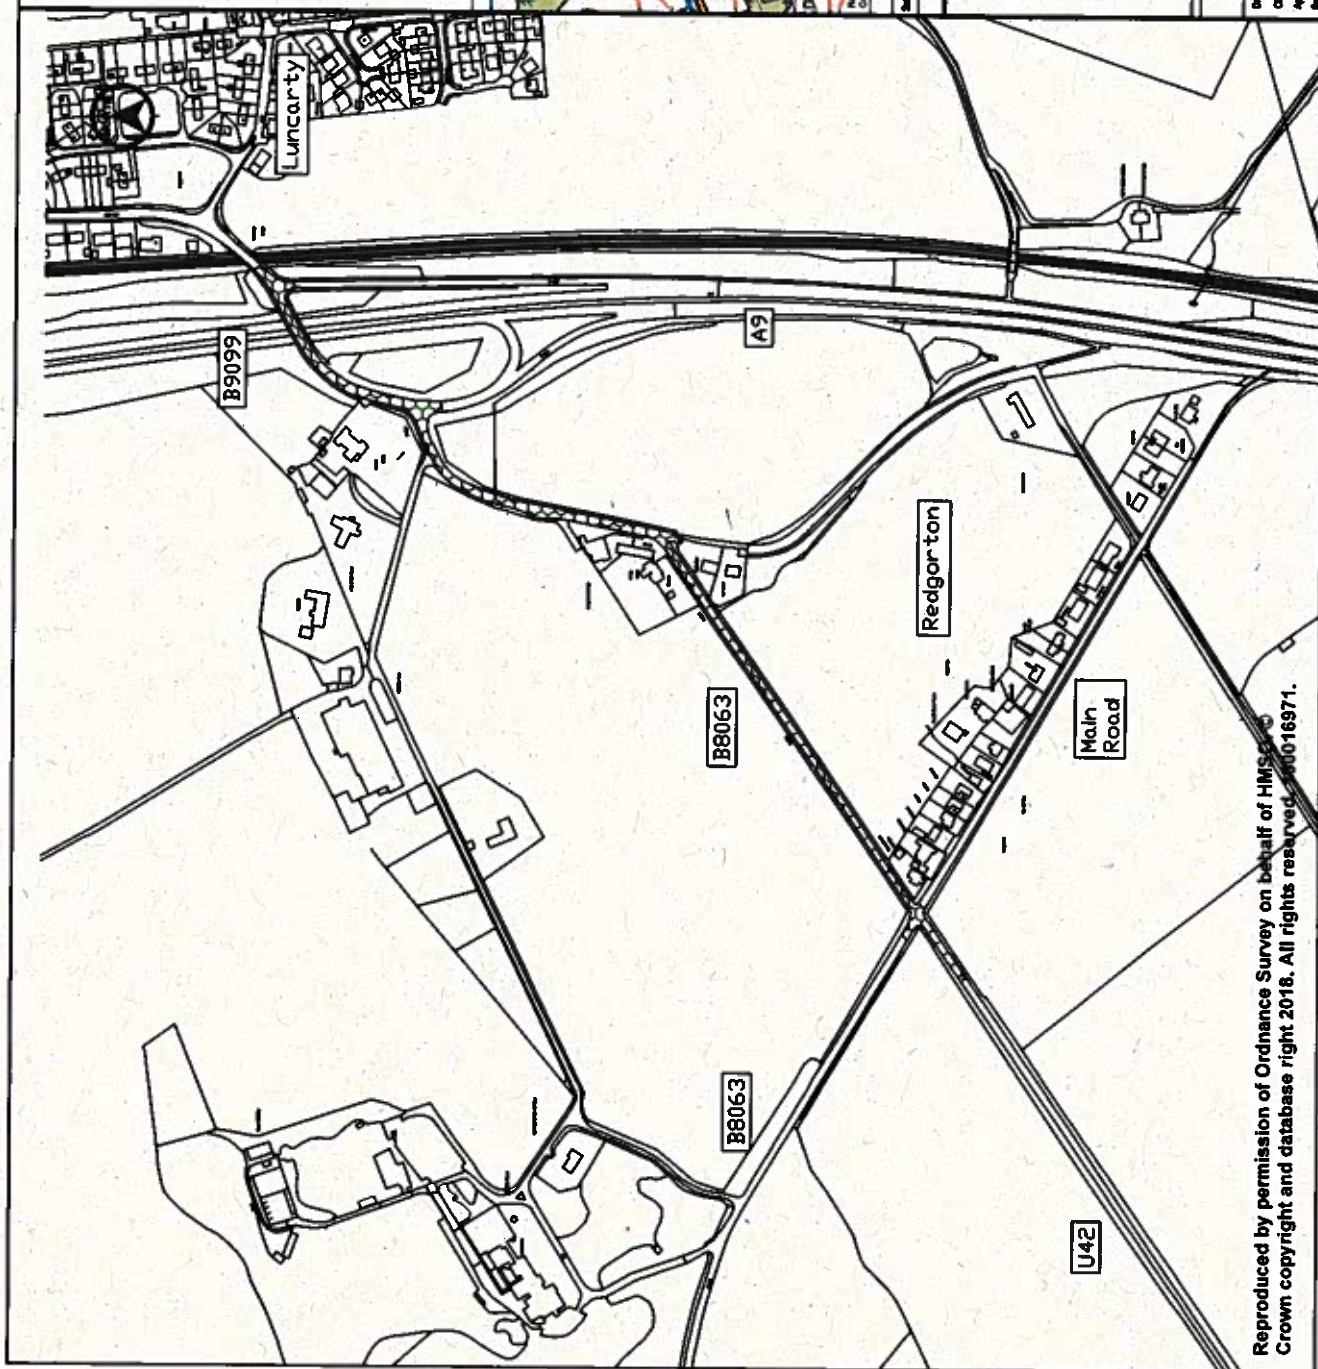 Luncarty
B9099
A9
Redgorton
B8063
Main
Road
B8063
U42
Reproduced by permission of Ordnance Survey on behalf of HMSO. ©
Crown copyright and database right 2018. All rights reserved. 100016971.